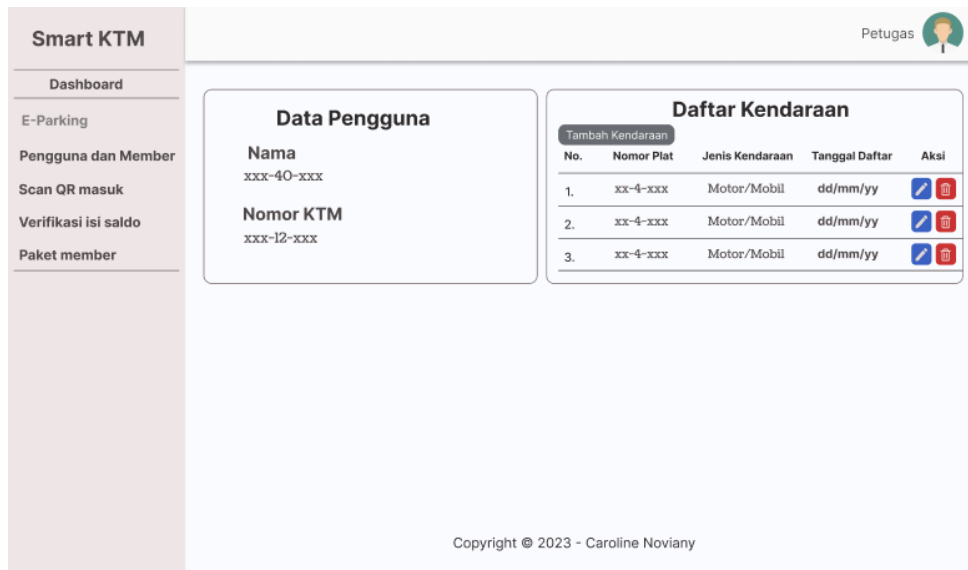 Smart KTM
Petugas
Dashboard
E-Parking
Pengguna dan Member
Scan QR masuk
Verifikasi isi saldo
Paket member
Data Pengguna
Nama
xxx-40-xxx
Nomor KTM
xxx-12-xxx
Daftar Kendaraan
Tambah Kendaraan
No. Nomor Plat Jenis Kendaraan Tanggal Daftar Aksi
1. xx-4-xxx Motor/Mobil dd/mm/yy
2. xx-4-xxx Motor/Mobil dd/mm/yy
3. xx-4-xxx Motor/Mobil dd/mm/yy
Copyright © 2023 - Caroline Noviany